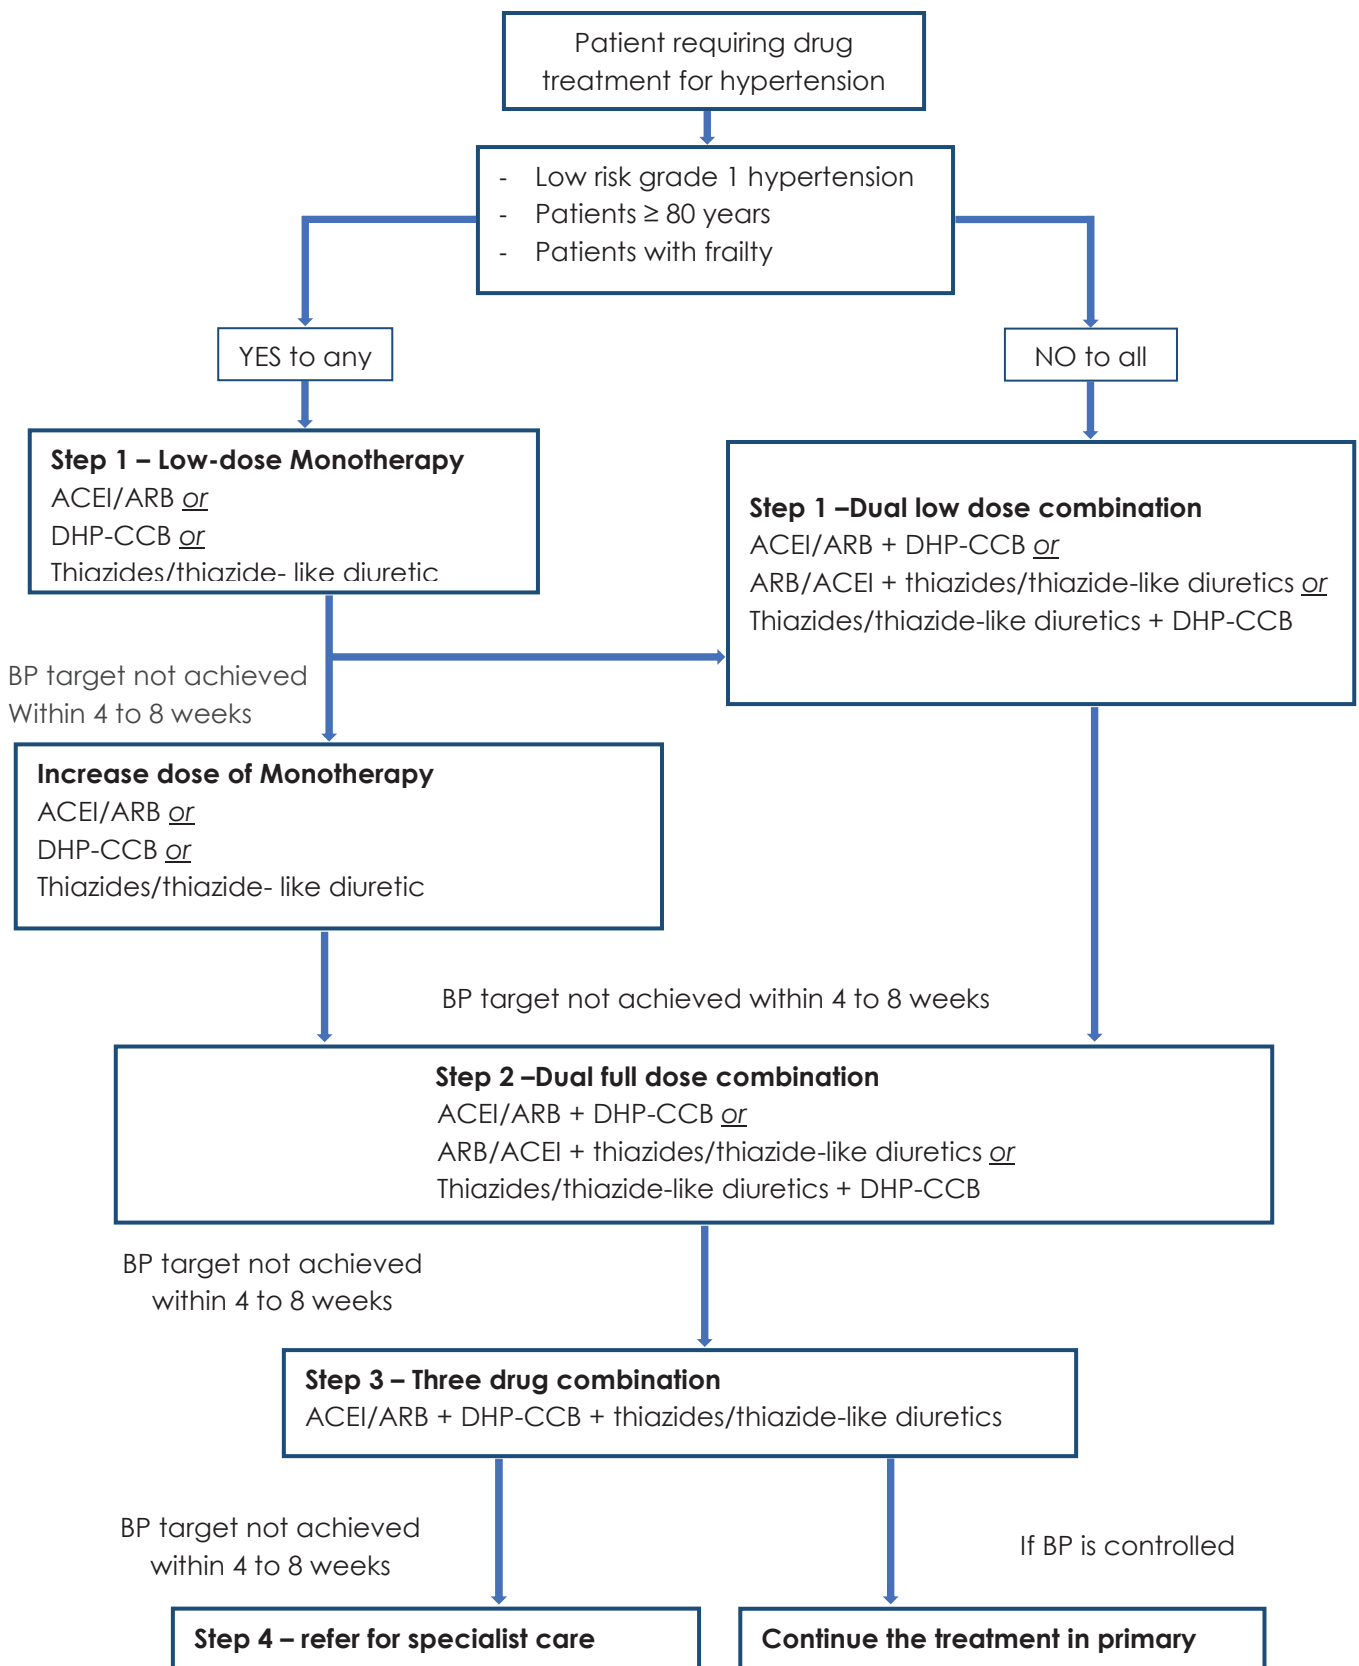 Patient requiring drug
treatment for hypertension
- Low risk grade 1 hypertension
- Patients ≥ 80 years
- Patients with frailty
YES to any
NO to all
Step 1 – Low-dose Monotherapy
ACEI/ARB or
DHP-CCB or
Thiazides/thiazide- like diuretic
Step 1 –Dual low dose combination
ACEI/ARB + DHP-CCB or
ARB/ACEI + thiazides/thiazide-like diuretics or
Thiazides/thiazide-like diuretics + DHP-CCB
BP target not achieved
Within 4 to 8 weeks
Increase dose of Monotherapy
ACEI/ARB or
DHP-CCB or
Thiazides/thiazide- like diuretic
BP target not achieved within 4 to 8 weeks
Step 2 –Dual full dose combination
ACEI/ARB + DHP-CCB or
ARB/ACEI + thiazides/thiazide-like diuretics or
Thiazides/thiazide-like diuretics + DHP-CCB
BP target not achieved
within 4 to 8 weeks
Step 3 – Three drug combination
ACEI/ARB + DHP-CCB + thiazides/thiazide-like diuretics
BP target not achieved
within 4 to 8 weeks
If BP is controlled
Step 4 – refer for specialist care
Continue the treatment in primary